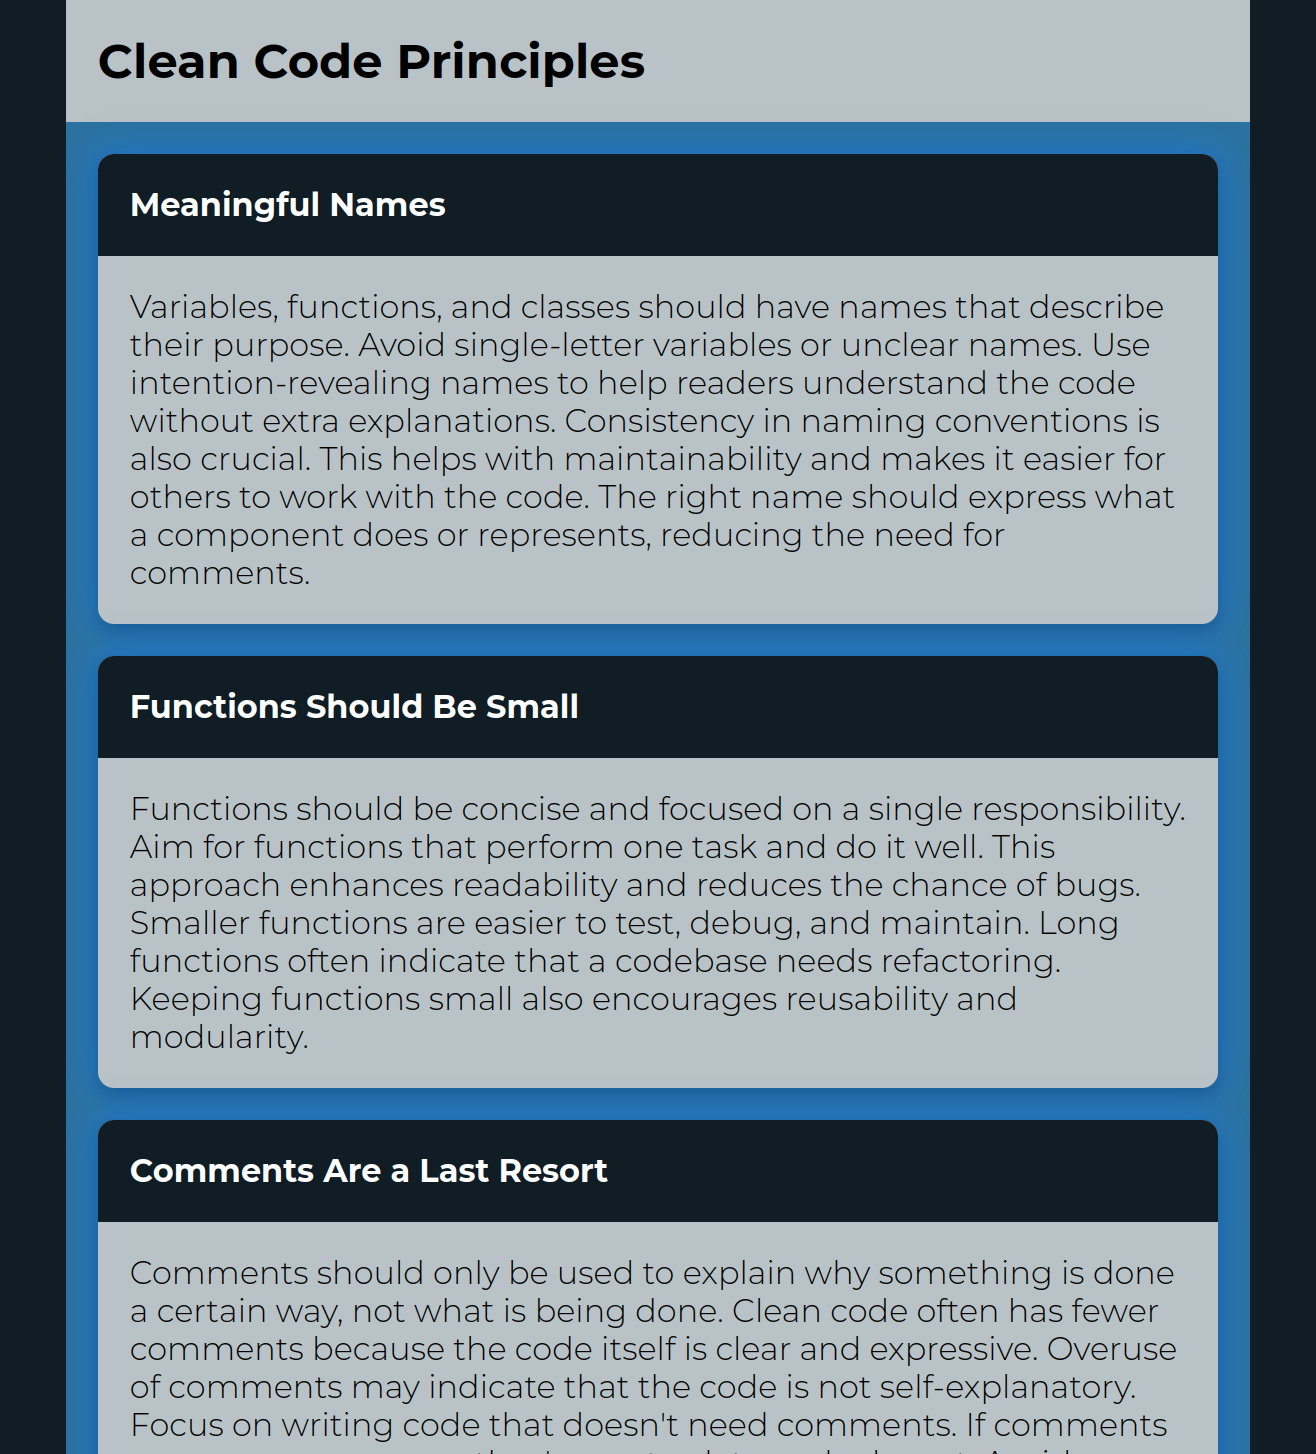 Clean Code Principles
Meaningful Names
Variables, functions, and classes should have names that describe
their purpose. Avoid single-letter variables or unclear names. Use
intention-revealing names to help readers understand the code
without extra explanations. Consistency in naming conventions is
also crucial. This helps with maintainability and makes it easier for
others to work with the code. The right name should express what
a component does or represents, reducing the need for
comments.
Functions Should Be Small
Functions should be concise and focused on a single responsibility.
Aim for functions that perform one task and do it well. This
approach enhances readability and reduces the chance of bugs.
Smaller functions are easier to test, debug, and maintain. Long
functions often indicate that a codebase needs refactoring.
Keeping functions small also encourages reusability and
modularity.
Comments Are a Last Resort
Comments should only be used to explain why something is done
a certain way, not what is being done. Clean code often has fewer
comments because the code itself is clear and expressive. Overuse
of comments may indicate that the code is not self-explanatory.
Focus on writing code that doesn't need comments. If comments